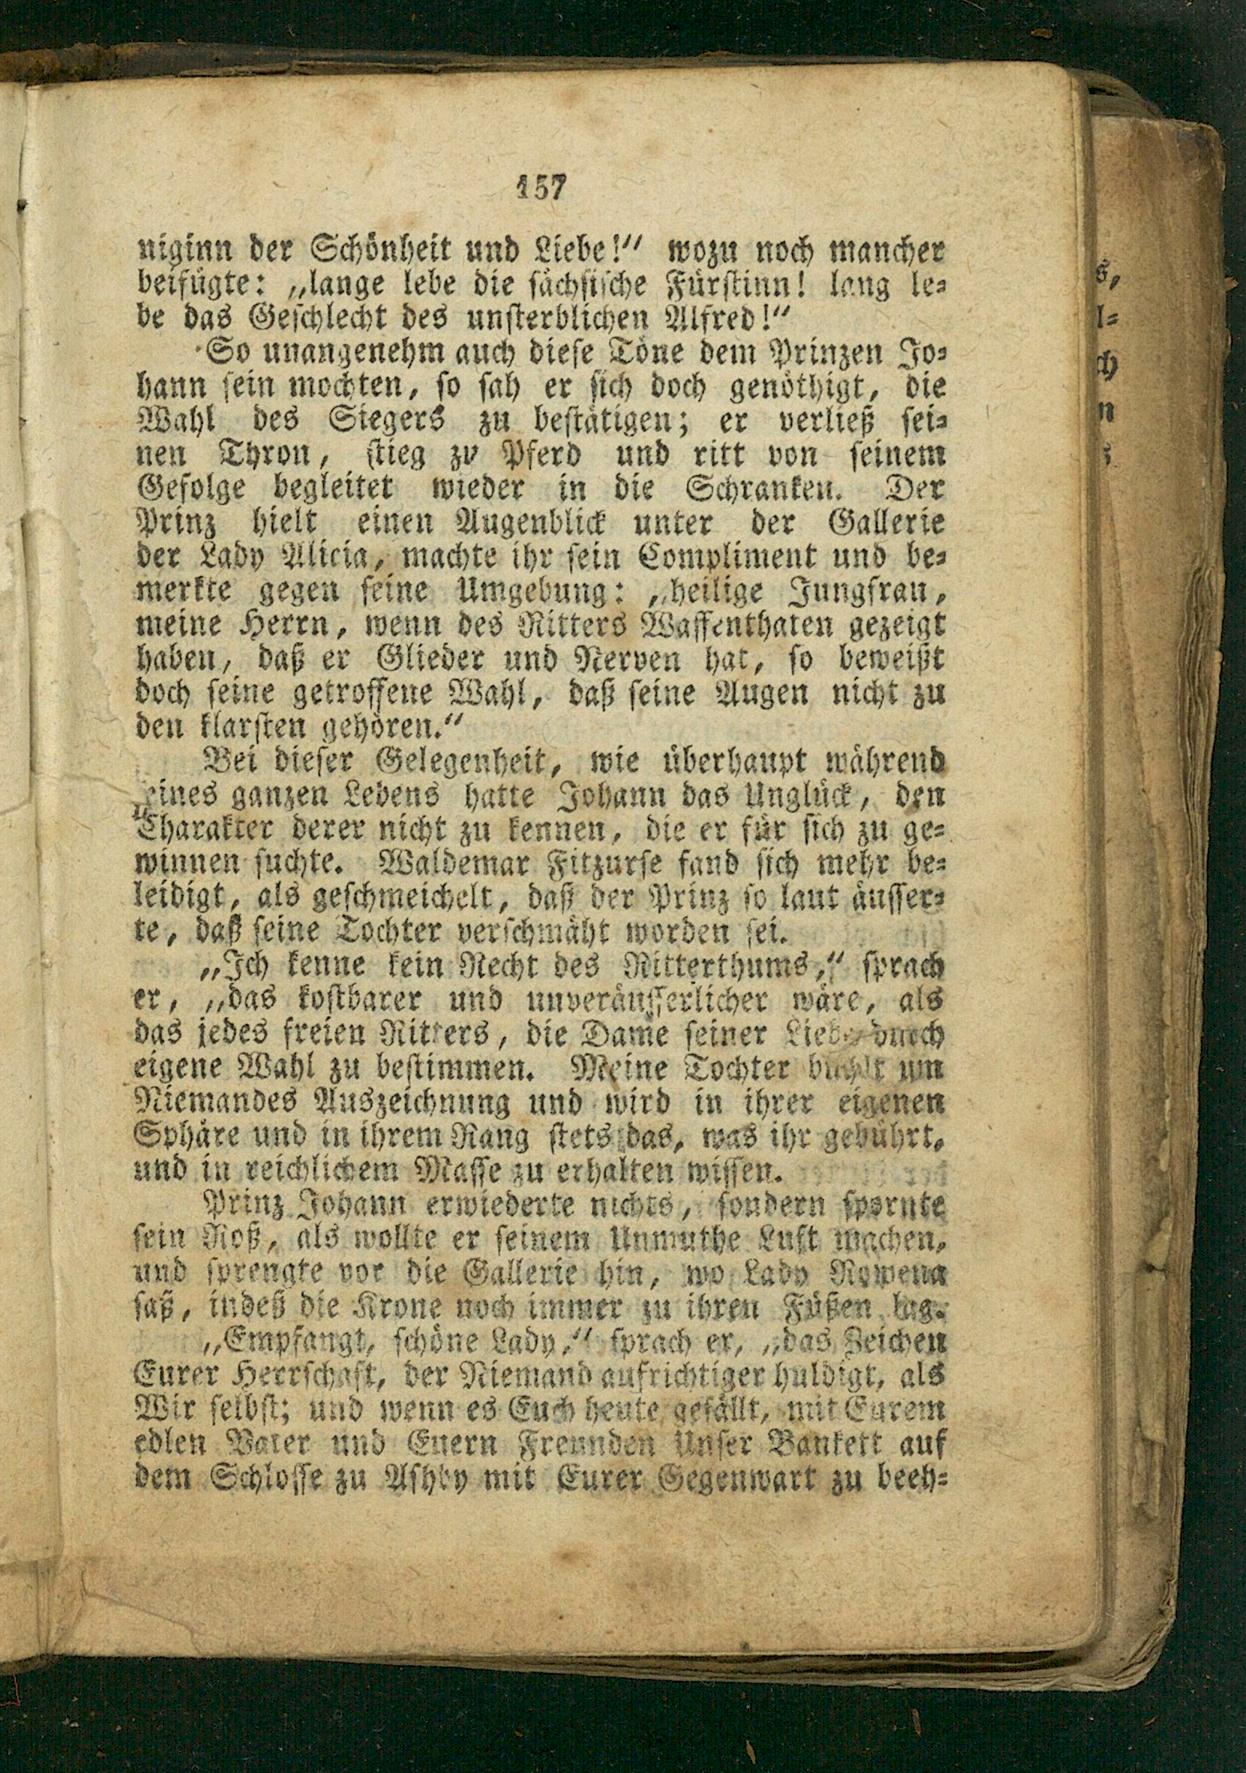 157
niginn der Schönheit und Liebe!“ wozu noch mancher
beifügte: „lange lebe die sächsische Fürstinn! lang le-
be das Geschlecht des unsterblichen Alfred!“
So unangenehm auch diese Töne dem Prinzen Jo-
hann sein mochten, so sah er sich doch genöthigt, die
Wahl des Siegers zu bestätigen; er verließ sei-
nen Thron, stieg zu Pferd und ritt von seinem
Gefolge begleitet wieder in die Schranken. Der
Prinz hielt einen Augenblick unter der Gallerie
der Lady Alicia, machte ihr sein Compliment und be-
merkte gegen seine Umgebung: „heilige Jungfrau,
meine Herrn, wenn des Ritters Waffenthaten gezeigt
haben, daß er Glieder und Nerven hat, so beweißt
doch seine getroffene Wahl, daß seine Augen nicht zu
den klarsten gehören.“
Bei dieser Gelegenheit, wie überhaupt während
seines ganzen Lebens hatte Johann das Unglück, den
Charakter derer nicht zu kennen, die er für sich zu ge-
winnen suchte. Waldemar Fitzurse fand sich mehr be-
leidigt, als geschmeichelt, daß der Prinz so laut äusser-
te, daß seine Tochter verschmäht worden sei.
„Ich kenne kein Recht des Ritterthums,“ sprach
er, „das kostbarer und unveräusserlicher wäre, als
das jedes freien Ritters, die Dame seiner Liebe durch
eigene Wahl zu bestimmen. Meine Tochter buhlt um
Niemandes Auszeichnung und wird in ihrer eigenen
Sphäre und in ihrem Rang stets das, was ihr gebührt,
und in reichlichem Masse zu erhalten wissen.
Prinz Johann erwiederte nichts, sondern spornte
sein Roß, als wollte er seinem Unmuthe Luft machen,
und sprengte vor die Gallerie hin, wo Lady Rowena
saß, indeß die Krone noch immer zu ihren Füßen lag.
„Empfangt, schöne Lady,“ sprach er, „das Zeichen
Eurer Herrschaft, der Niemand aufrichtiger huldigt, als
Wir selbst; und wenn es Euch heute gefällt, mit Eurem
edlen Vater und Euern Freunden Unser Bankett auf
dem Schlosse zu Ashby mit Eurer Gegenwart zu beeh-
s,
l-
ch
n